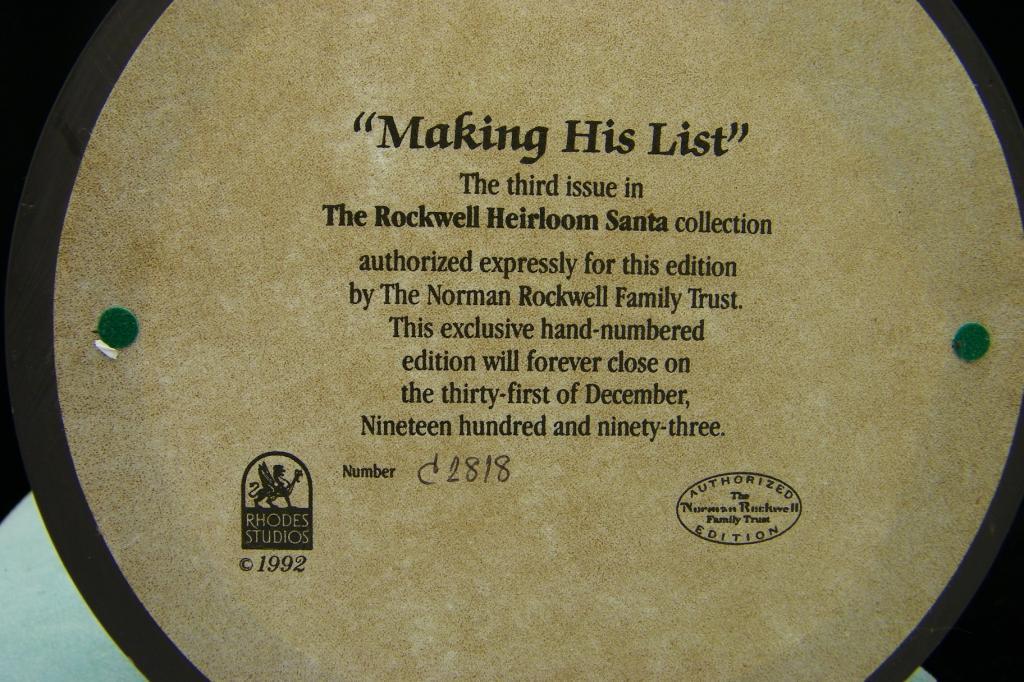 “Making His List”
The third issue in
The Rockwell Heirloom Santa collection
authorized expressly for this edition
by The Norman Rockwell Family Trust.
This exclusive hand-numbered
edition will forever close on
the thirty-first of December,
Nineteen hundred and ninety-three.
Number C2818
RHODES
STUDIOS
© 1992
AUTHORIZED
The
Norman Rockwell
Family Trust
EDITION